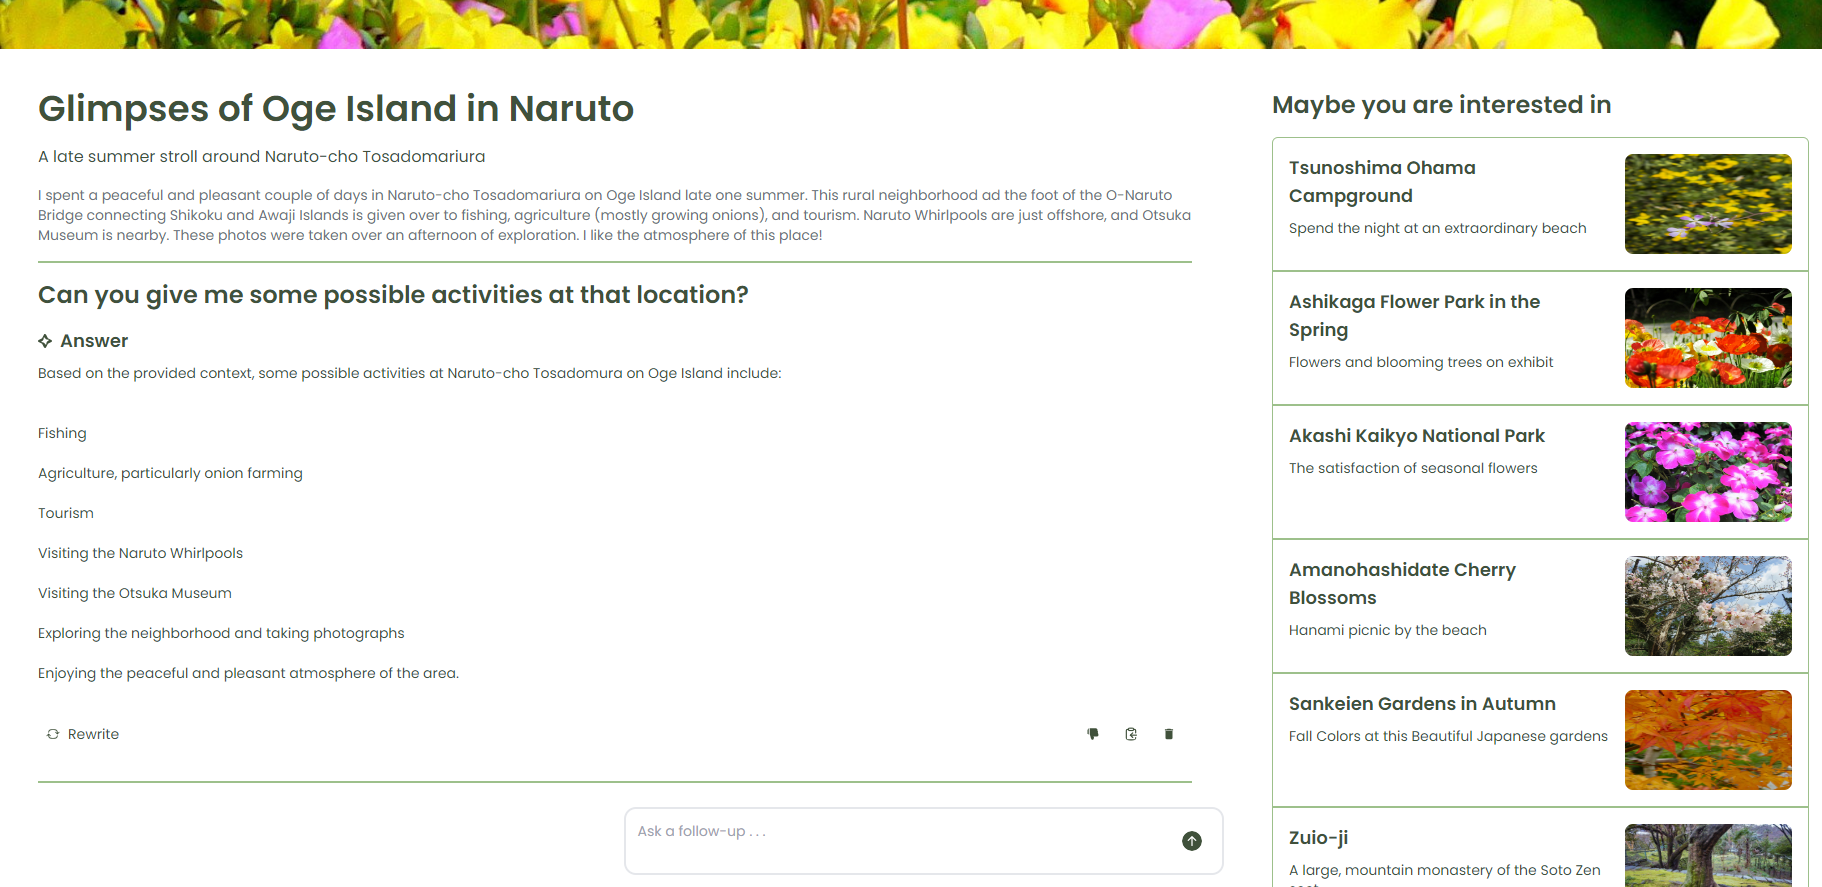 Glimpses of Oge Island in Naruto
A late summer stroll around Naruto-cho Tosadomariura
I spent a peaceful and pleasant couple of days in Naruto-cho Tosadomariura on Oge Island late one summer. This rural neighborhood ad the foot of the O-Naruto
Bridge connecting Shikoku and Awaji Islands is given over to fishing, agriculture (mostly growing onions), and tourism. Naruto Whirlpools are just offshore, and Otsuka
Museum is nearby. These photos were taken over an afternoon of exploration. I like the atmosphere of this place!
Can you give me some possible activities at that location?
Answer
Based on the provided context, some possible activities at Naruto-cho Tosadomura on Oge Island include:
Fishing
Agriculture, particularly onion farming
Tourism
Visiting the Naruto Whirlpools
Visiting the Otsuka Museum
Exploring the neighborhood and taking photographs
Enjoying the peaceful and pleasant atmosphere of the area.
Rewrite
Ask a follow-up . . .
Maybe you are interested in
Tsunoshima Ohama
Campground
Spend the night at an extraordinary beach
Ashikaga Flower Park in the
Spring
Flowers and blooming trees on exhibit
Akashi Kaikyo National Park
The satisfaction of seasonal flowers
Amanohashidate Cherry
Blossoms
Hanami picnic by the beach
Sankeien Gardens in Autumn
Fall Colors at this Beautiful Japanese gardens
Zuio-ji
A large, mountain monastery of the Soto Zen